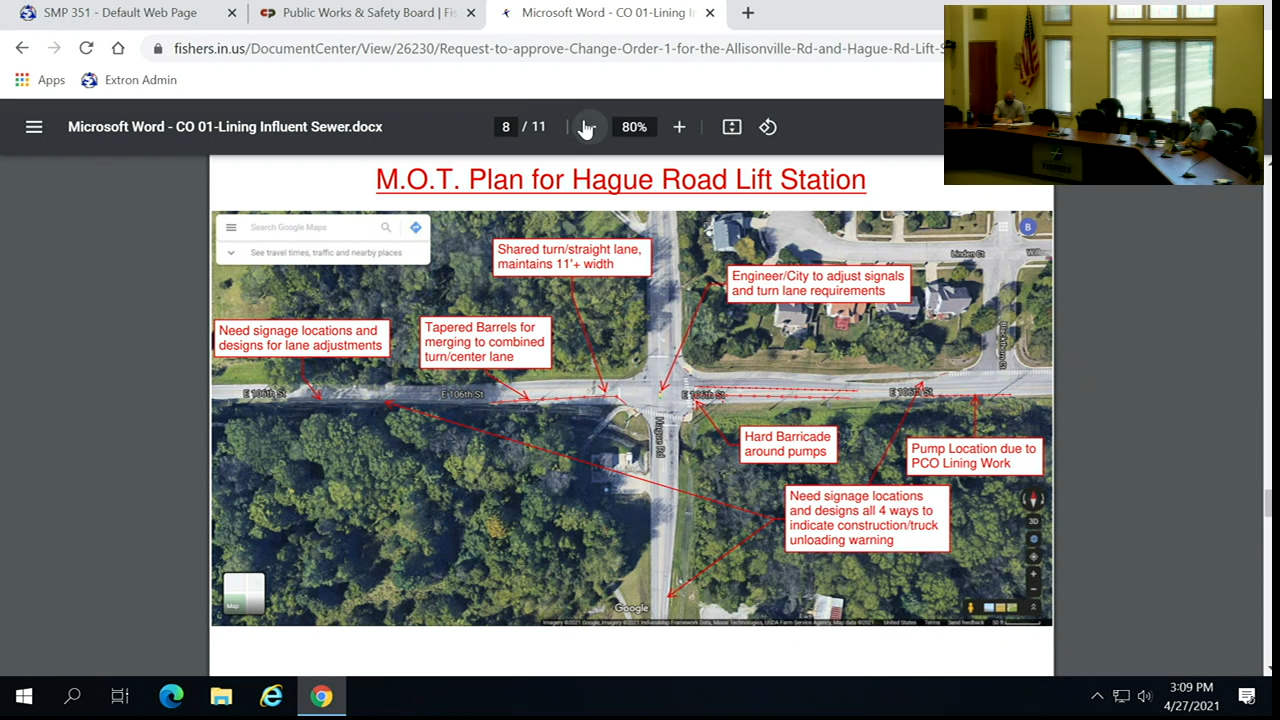 SMP 351 - Default Web Page
Public Works & Safety Board | Fis
Microsoft Word - CO 01-Lining I
fishers.in.us/DocumentCenter/View/26230/Request-to-approve-Change-Order-1-for-the-Allisonville-Rd-and-Hague-Rd-Lift-S
Apps
Extron Admin
Microsoft Word - CO 01-Lining Influent Sewer.docx
8 / 11
80%
M.O.T. Plan for Hague Road Lift Station
Search Google Maps
See travel times, traffic and nearby places
Shared turn/straight lane,
maintains 11'+ width
Engineer/City to adjust signals
and turn lane requirements
B
Linden Ct
Need signage locations and
designs for lane adjustments
Tapered Barrels for
merging to combined
turn/center lane
E 106th St
E 106th St
E 106th St
E 106th St
Hague Rd
Hard Barricade
around pumps
Pump Location due to
PCO Lining Work
Need signage locations
and designs all 4 ways to
indicate construction/truck
unloading warning
3D
Map
Google
FISHERS
3:09 PM
4/27/2021